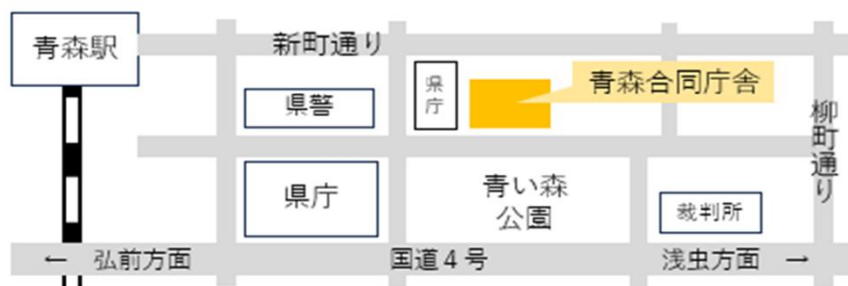 青森駅
新町通り
県警
県庁
青森合同庁舎
柳町通り
県庁
青い森
公園
裁判所
← 弘前方面
国道4号
浅虫方面 →